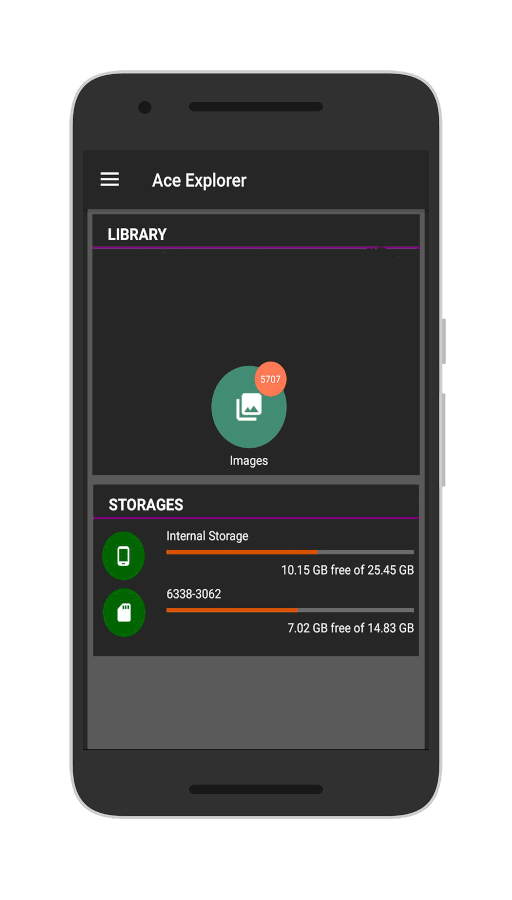 Ace Explorer
LIBRARY
5707
Images
STORAGES
Internal Storage
10.15 GB free of 25.45 GB
6338-3062
7.02 GB free of 14.83 GB